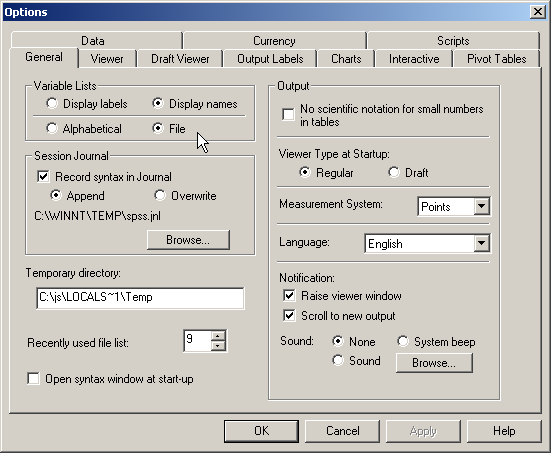 Options
Data Currency Scripts
General Viewer Draft Viewer Output Labels Charts Interactive Pivot Tables
Variable Lists
Display labels Display names
Alphabetical File
Session Journal
Record syntax in Journal
Append Overwrite
C:\WINNT\TEMP\spss.jnl
Browse...
Temporary directory:
C:\js\LOCALS~1\Temp
Recently used file list: 9
Open syntax window at start-up
Output
No scientific notation for small numbers
in tables
Viewer Type at Startup:
Regular Draft
Measurement System: Points
Language: English
Notification:
Raise viewer window
Scroll to new output
Sound: None System beep
Sound Browse...
OK Cancel Apply Help